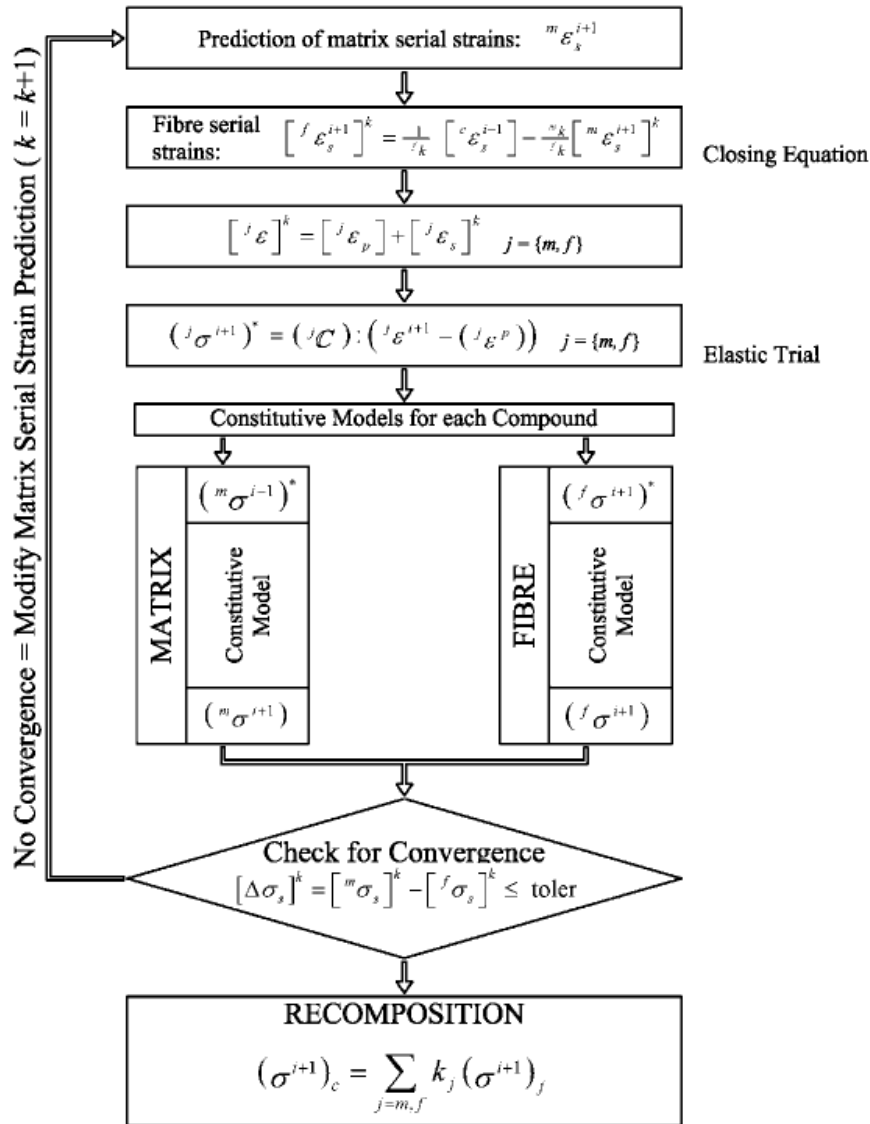 Prediction of matrix serial strains: ᵐε_s^{i+1}
Fibre serial
strains:
[ᶠε_s^{i+1}]^k = 1/ᶠk [ᶜε_s^{i-1}] − ᵐk/ᶠk [ᵐε_s^{i+1}]^k
Closing Equation
[ʲε]^k = [ʲε_p] + [ʲε_s]^k j = {m, f}
(ʲσ^{i+1})^* = (ʲℂ) : (ʲε^{i+1} − (ʲε^p)) j = {m, f}
Elastic Trial
Constitutive Models for each Compound
MATRIX
(ᵐσ^{i-1})^*
Constitutive
Model
(ᵐσ^{i+1})
FIBRE
(ᶠσ^{i+1})^*
Constitutive
Model
(ᶠσ^{i+1})
Check for Convergence
[Δσ_s]^k = [ᵐσ_s]^k − [ᶠσ_s]^k ≤ toler
No Convergence = Modify Matrix Serial Strain Prediction ( k = k+1)
RECOMPOSITION
(σ^{i+1})_c = ∑_{j=m,f} k_j (σ^{i+1})_j